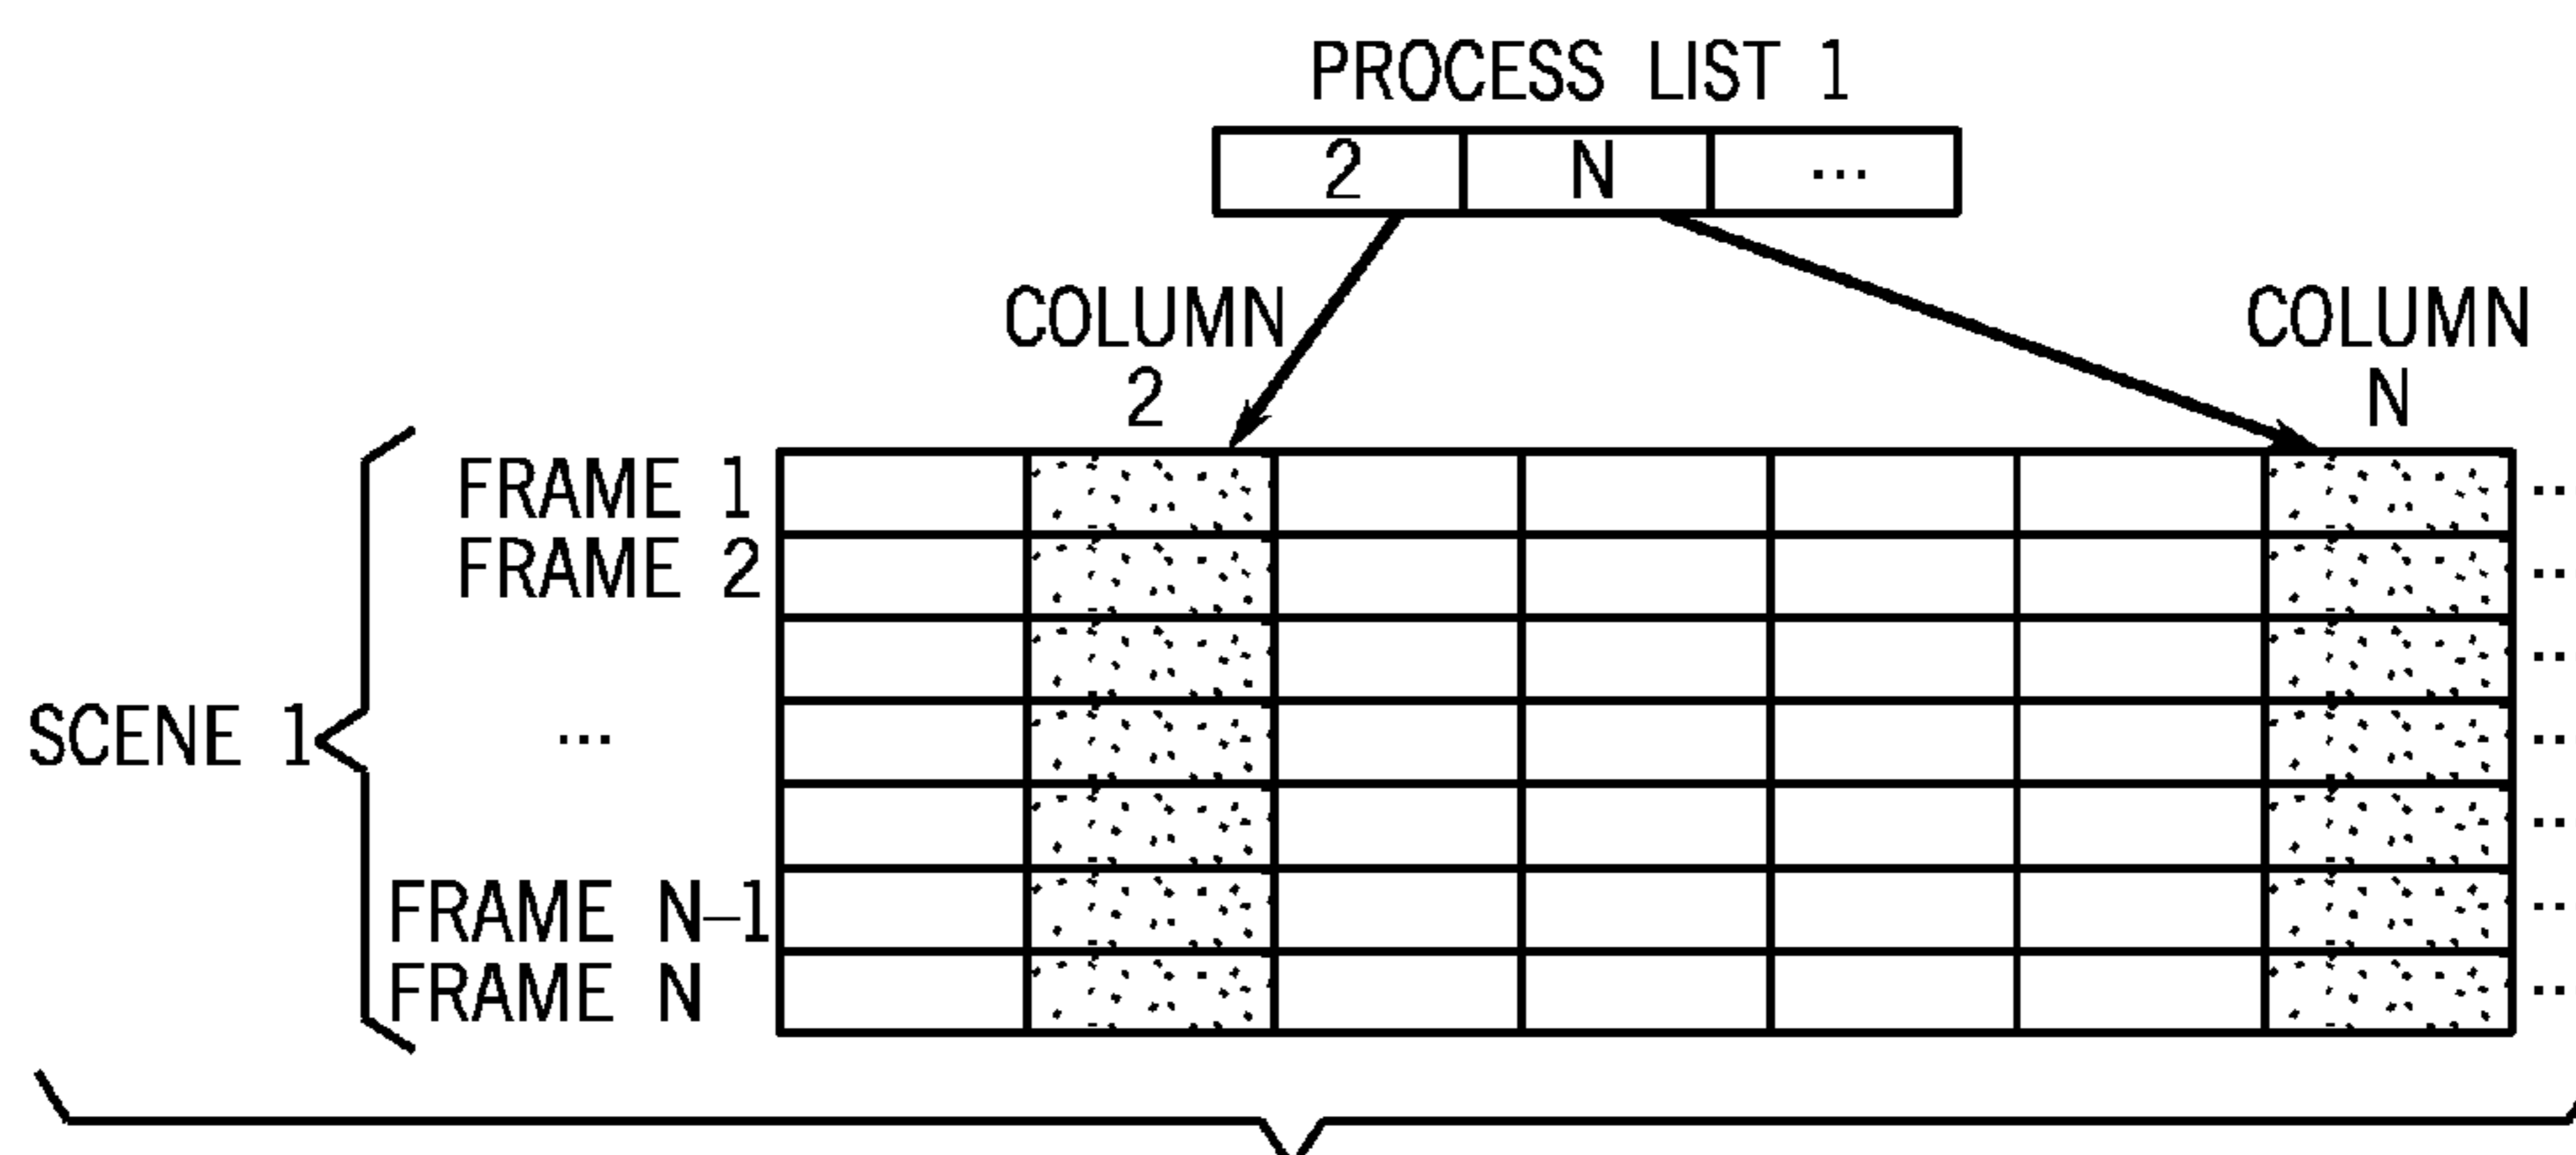 PROCESS LIST 1
2 N ...
COLUMN 2
COLUMN N
SCENE 1
FRAME 1
FRAME 2
...
FRAME N–1
FRAME N
..
..
..
..
..
..
..